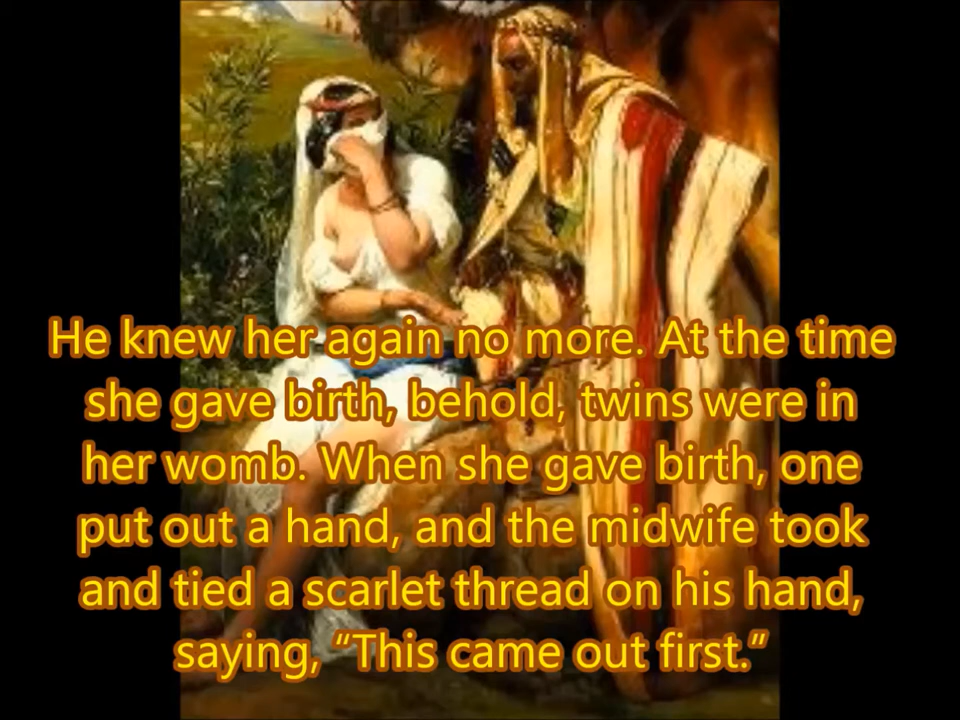 He knew her again no more. At the time
she gave birth, behold, twins were in
her womb. When she gave birth, one
put out a hand, and the midwife took
and tied a scarlet thread on his hand,
saying, “This came out first.”